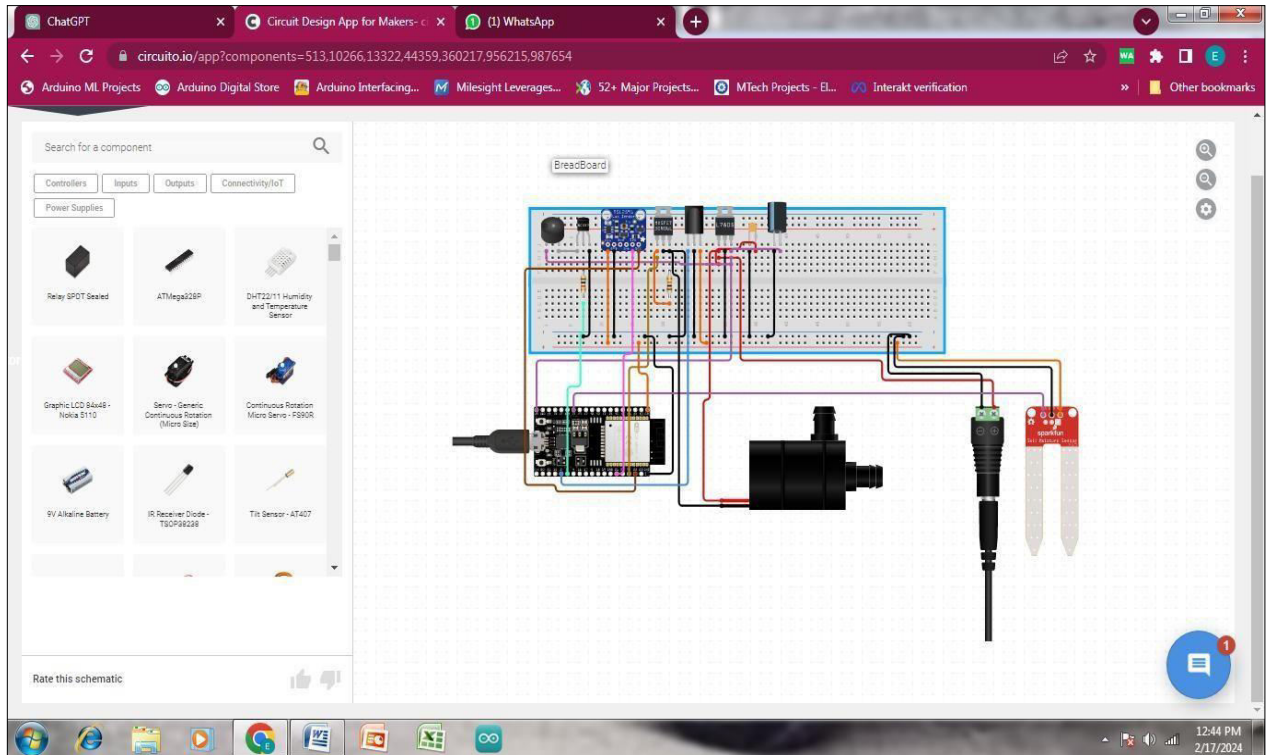 ChatGPT
Circuit Design App for Makers- c
(1) WhatsApp
circuito.io/app?components=513,10266,13322,44359,360217,956215,987654
WA
E
Arduino ML Projects
Arduino Digital Store
Arduino Interfacing...
Milesight Leverages...
52+ Major Projects...
MTech Projects - El...
Interakt verification
»
Other bookmarks
Search for a component
Controllers
Inputs
Outputs
Connectivity/IoT
Power Supplies
Relay SPDT Sealed
ATMega328P
DHT22/11 Humidity
and Temperature
Sensor
Graphic LCD 84x48 -
Nokia 5110
Servo - Generic
Continuous Rotation
(Micro Size)
Continuous Rotation
Micro Servo - FS90R
9V Alkaline Battery
IR Receiver Diode -
TSOP38238
Tilt Sensor - AT407
Rate this schematic
BreadBoard
sparkfun
1
12:44 PM
2/17/2024